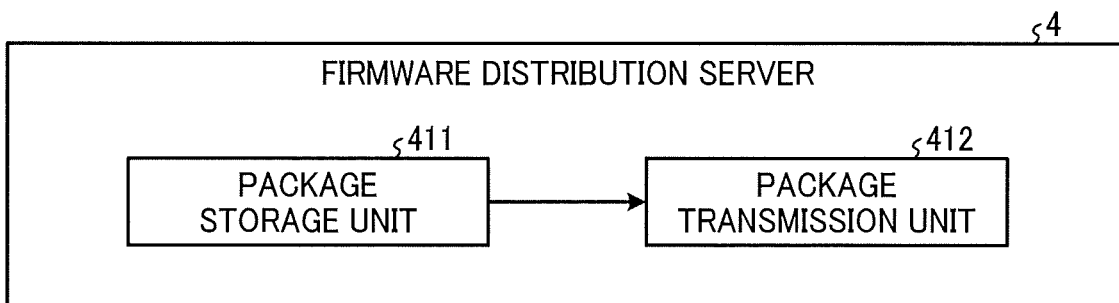 4
FIRMWARE DISTRIBUTION SERVER
411
412
PACKAGE
STORAGE UNIT
PACKAGE
TRANSMISSION UNIT